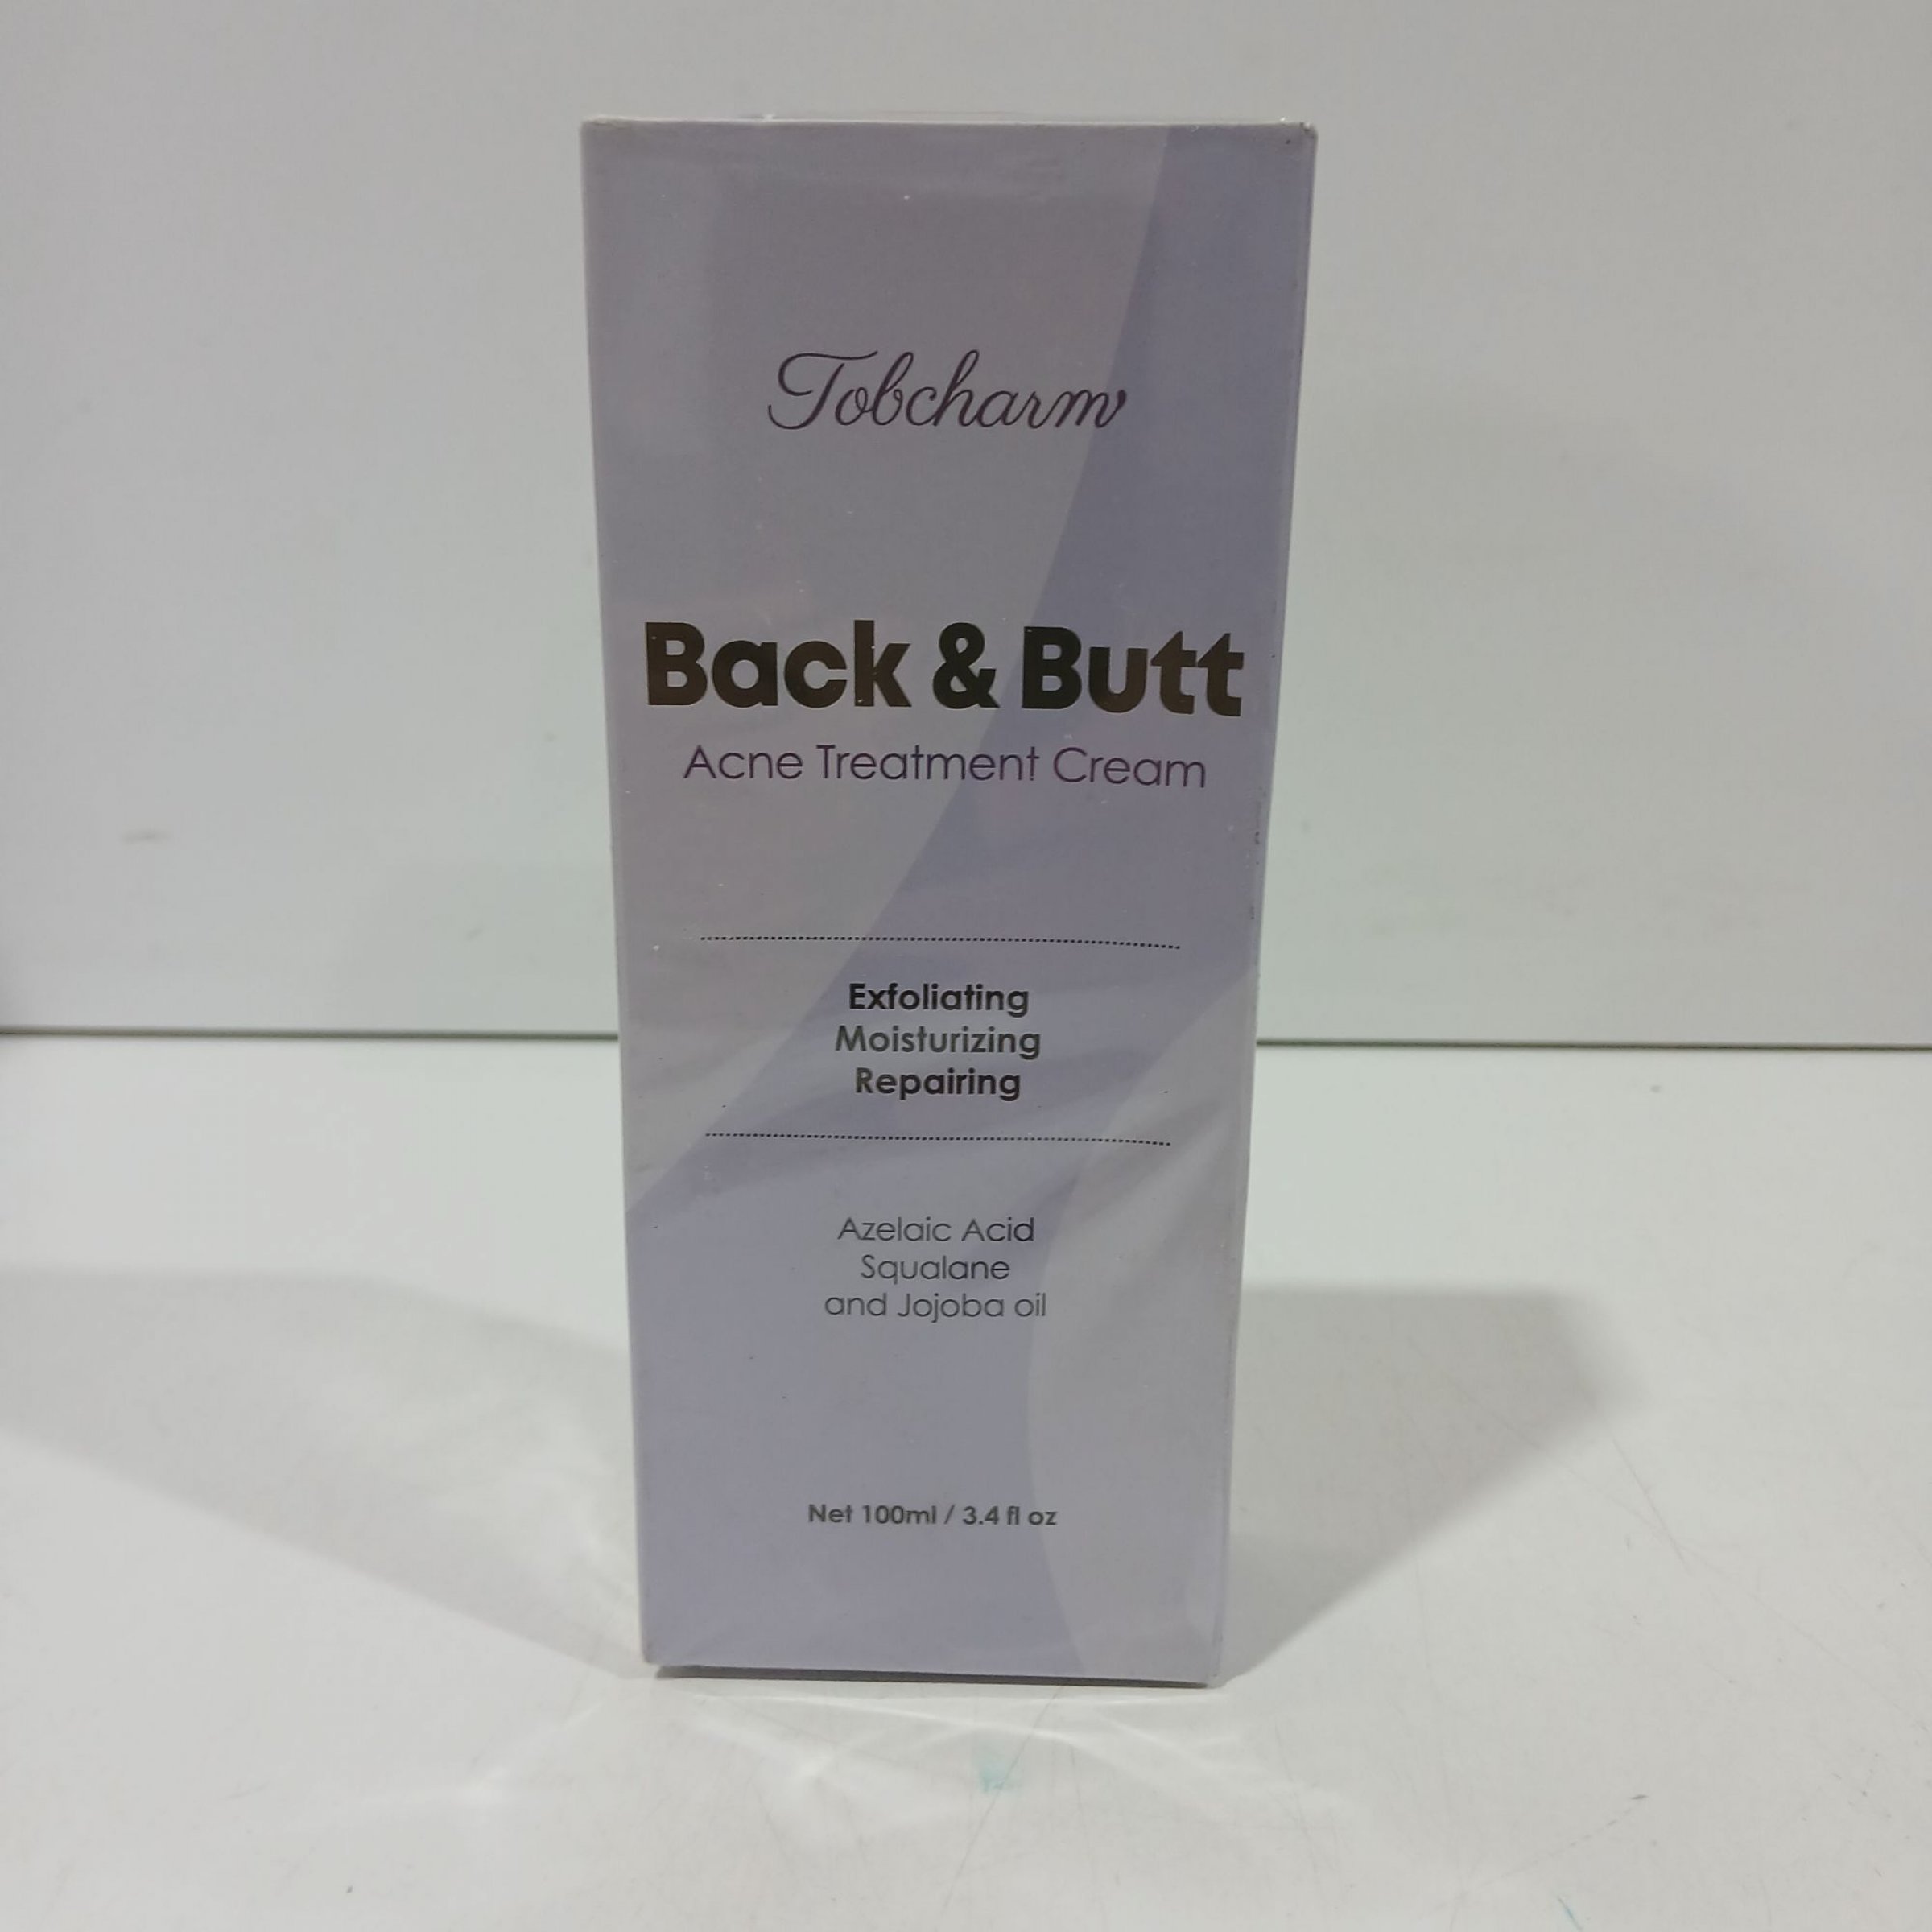 Tobcharm
Back & Butt
Acne Treatment Cream
Exfoliating
Moisturizing
Repairing
Azelaic Acid
Squalane
and Jojoba oil
Net 100ml / 3.4 fl oz